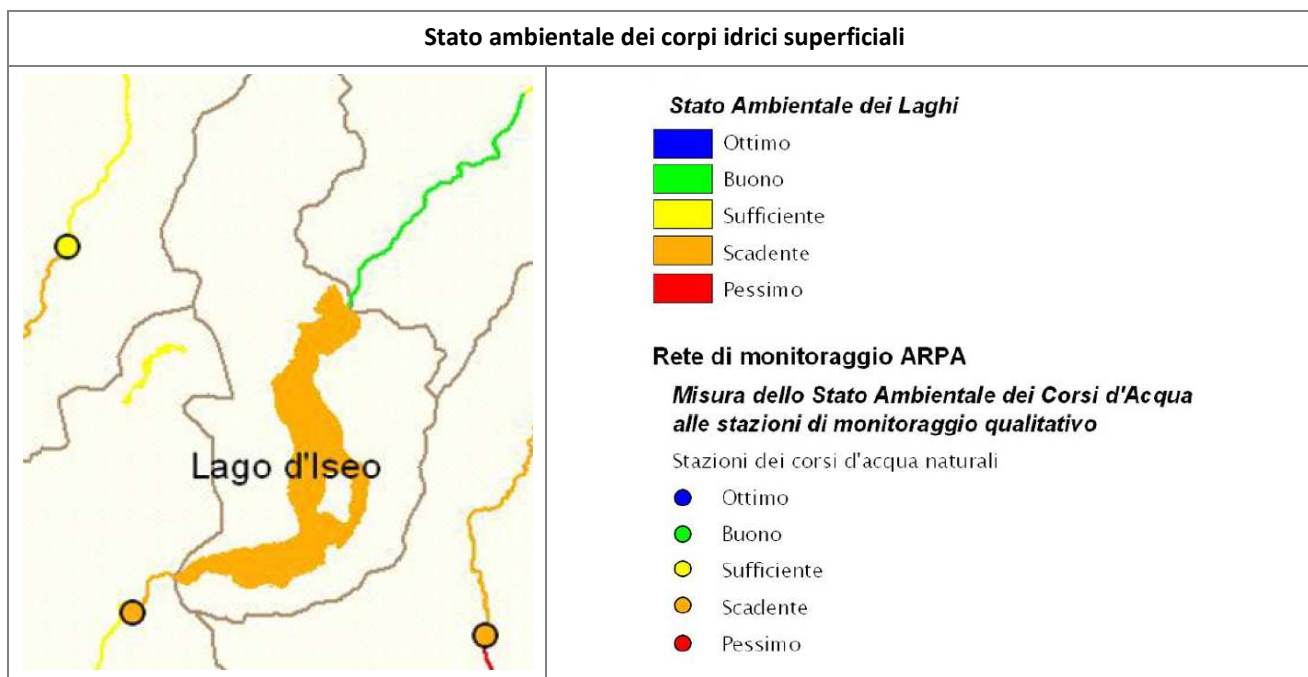 Stato ambientale dei corpi idrici superficiali
Lago d'Iseo
Stato Ambientale dei Laghi
Ottimo
Buono
Sufficiente
Scadente
Pessimo
Rete di monitoraggio ARPA
Misura dello Stato Ambientale dei Corsi d'Acqua
alle stazioni di monitoraggio qualitativo
Stazioni dei corsi d'acqua naturali
Ottimo
Buono
Sufficiente
Scadente
Pessimo